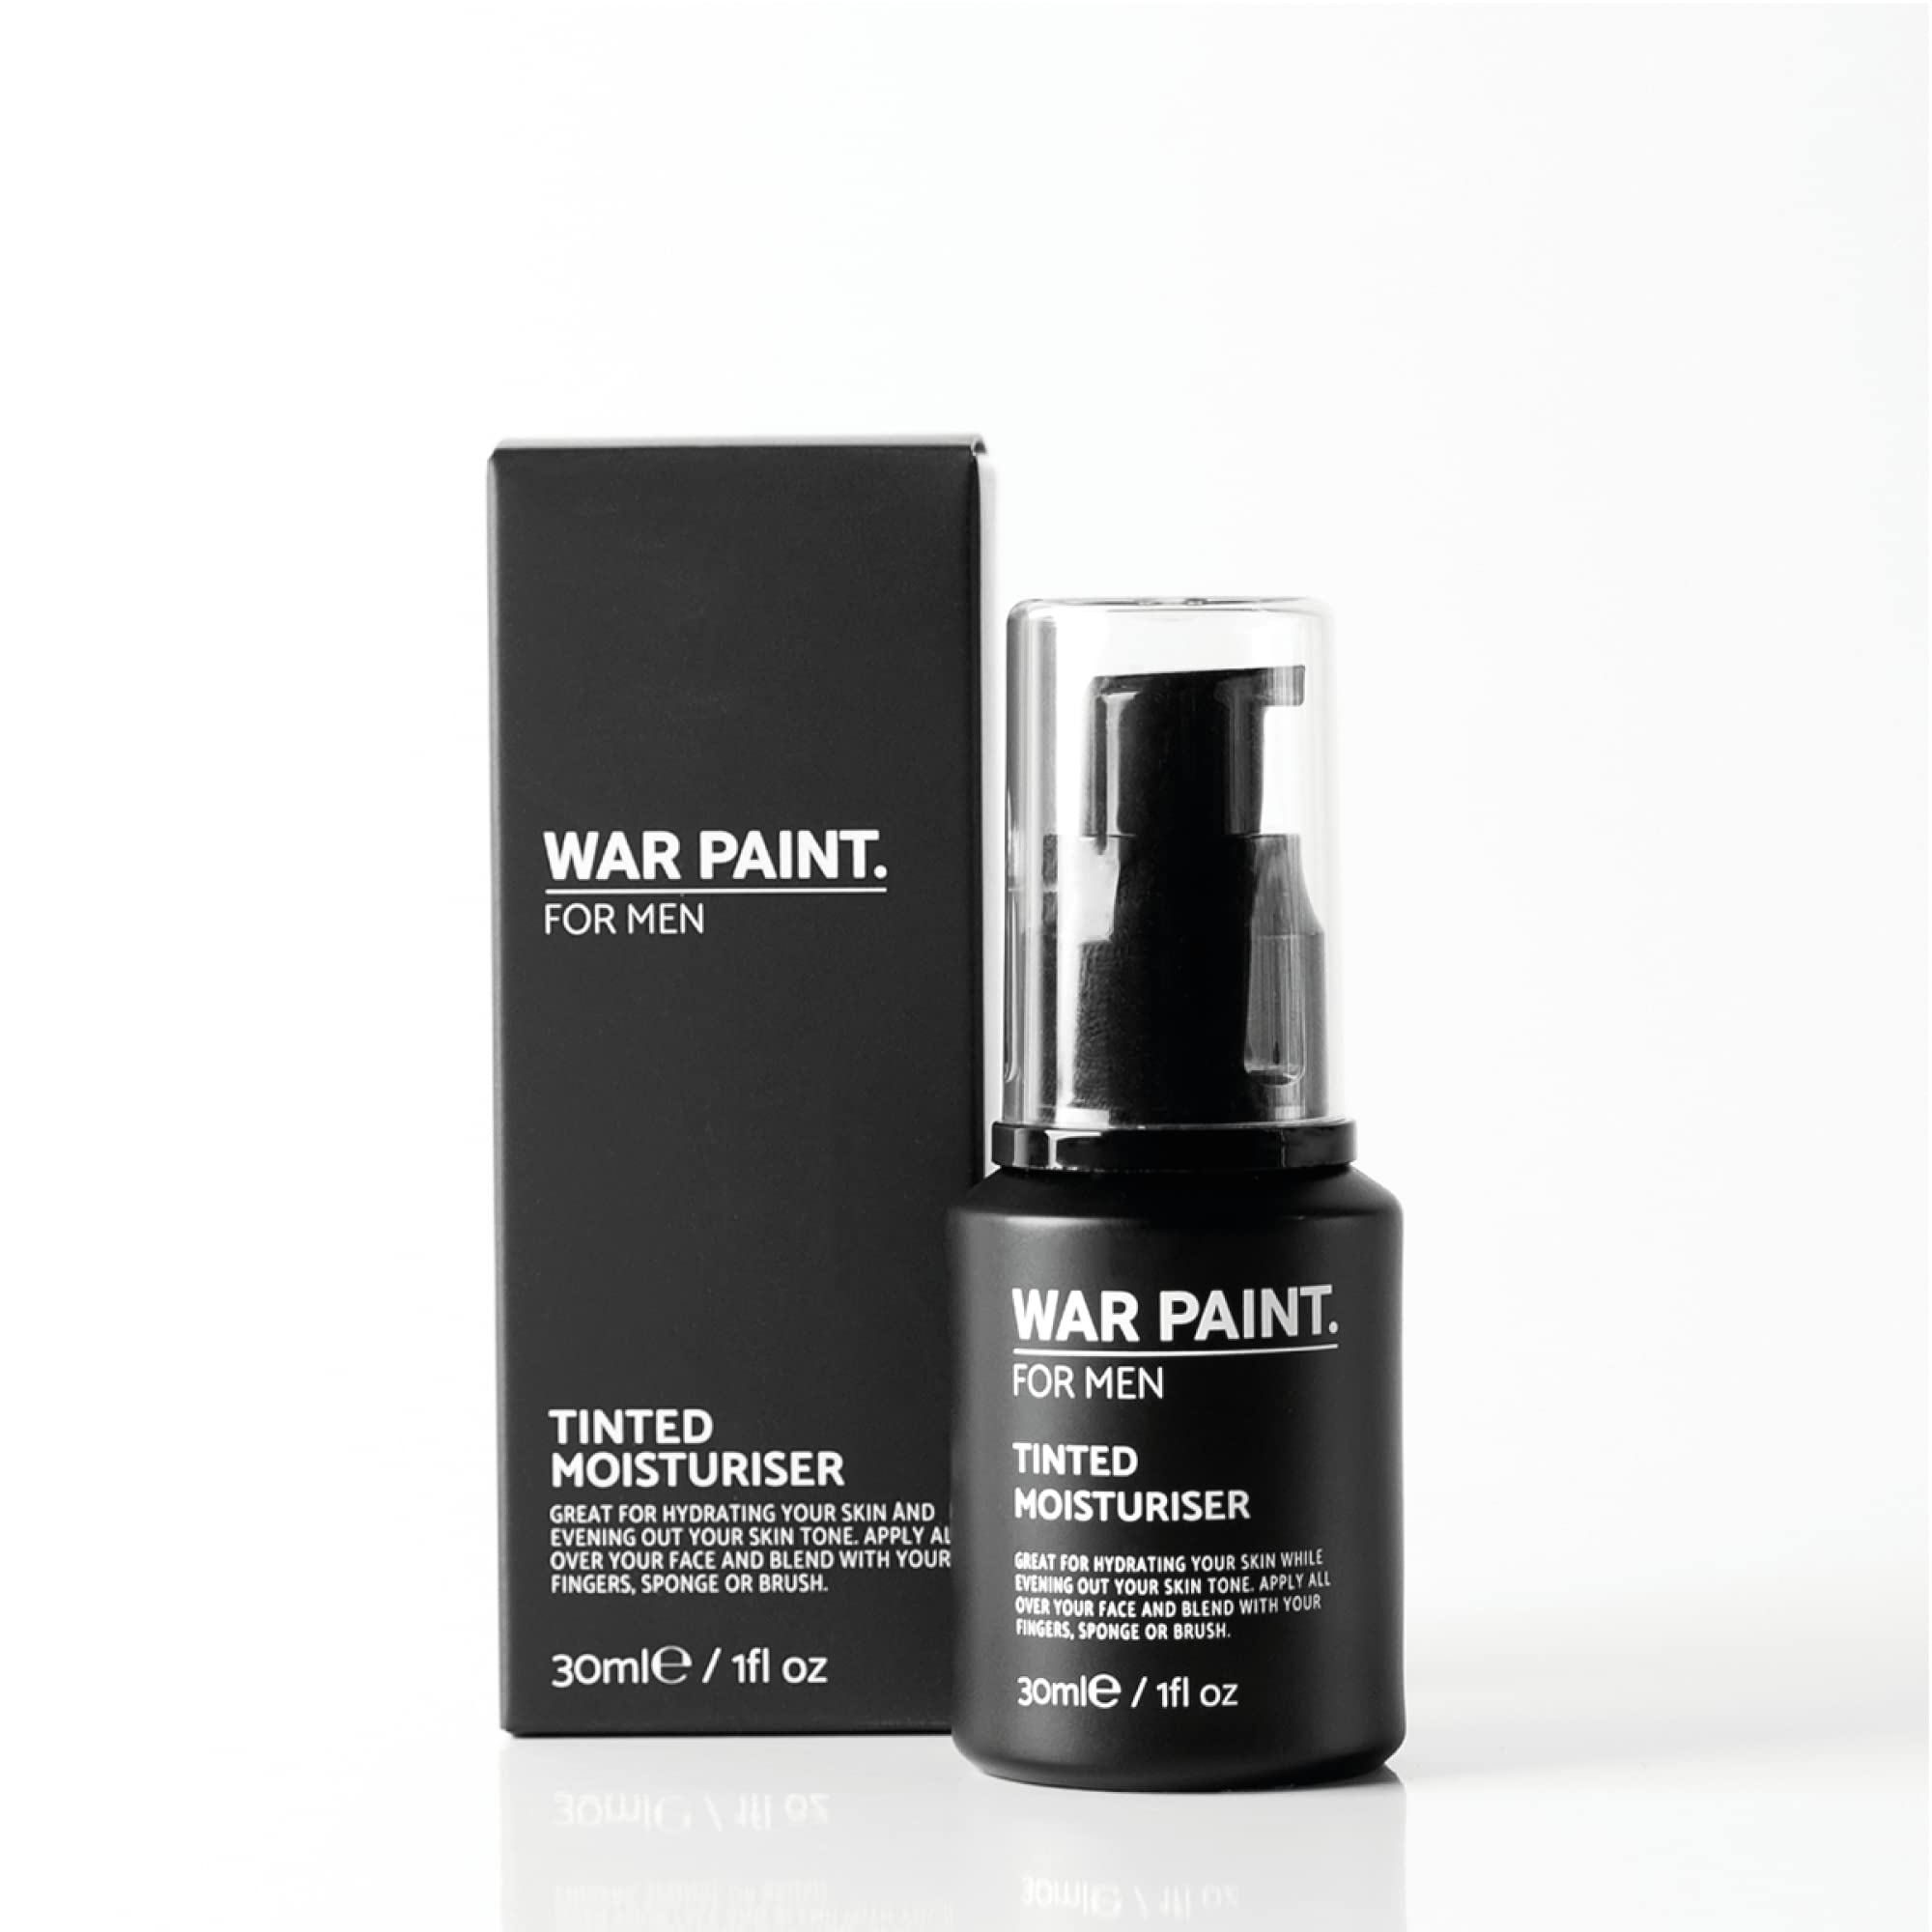 WAR PAINT.
FOR MEN
TINTED
MOISTURISER
GREAT FOR HYDRATING YOUR SKIN AND
EVENING OUT YOUR SKIN TONE. APPLY
OVER YOUR FACE AND BLEND WITH YOUR
FINGERS, SPONGE OR BRUSH.
30ml℮ / 1fl oz
WAR PAINT.
FOR MEN
TINTED
MOISTURISER
GREAT FOR HYDRATING YOUR SKIN WHILE
EVENING OUT YOUR SKIN TONE. APPLY ALL
OVER YOUR FACE AND BLEND WITH YOUR
FINGERS, SPONGE OR BRUSH.
30ml℮ / 1fl oz